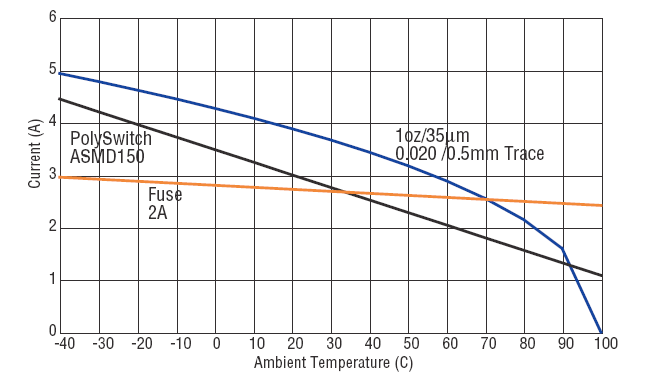 6
5
4
3
2
1
0
Current (A)
PolySwitch
ASMD150
1oz/35µm
0.020 /0.5mm Trace
Fuse
2A
-40 -30 -20 -10 0 10 20 30 40 50 60 70 80 90 100
Ambient Temperature (C)